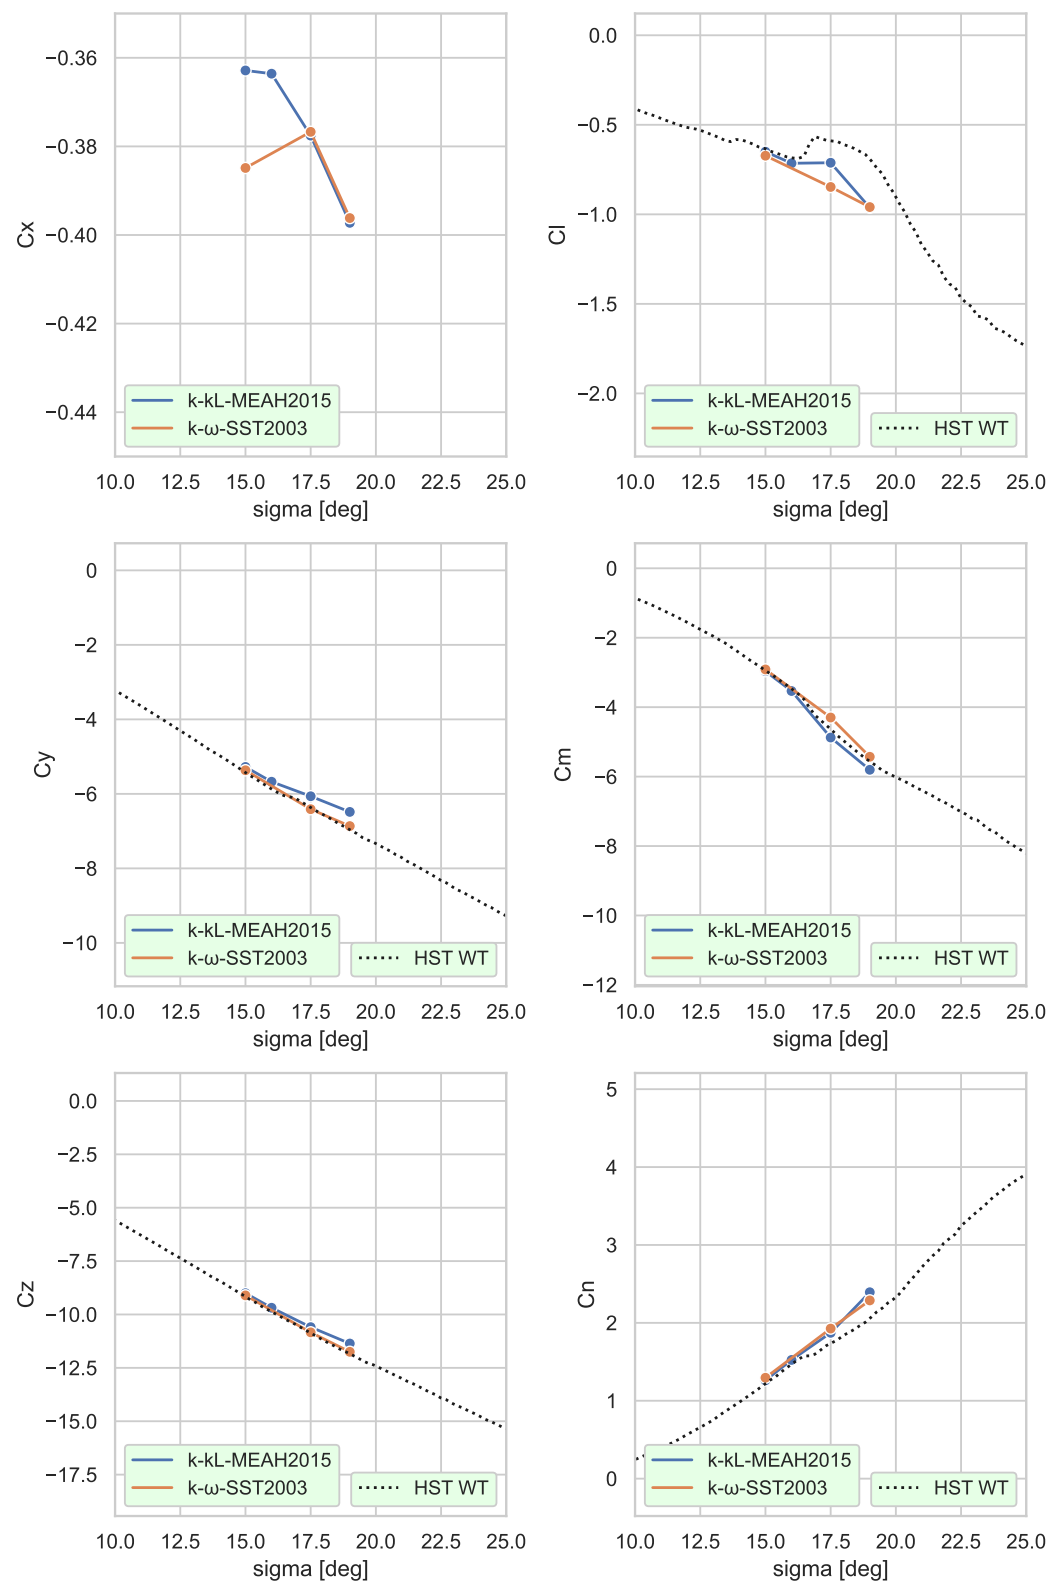 −0.36
−0.38
−0.40
−0.42
−0.44
Cx
k-kL-MEAH2015
k-ω-SST2003
10.0 12.5 15.0 17.5 20.0 22.5 25.0
sigma [deg]
0.0
−0.5
−1.0
−1.5
−2.0
Cl
k-kL-MEAH2015
k-ω-SST2003
HST WT
10.0 12.5 15.0 17.5 20.0 22.5 25.0
sigma [deg]
0
−2
−4
−6
−8
−10
Cy
k-kL-MEAH2015
k-ω-SST2003
HST WT
10.0 12.5 15.0 17.5 20.0 22.5 25.0
sigma [deg]
0
−2
−4
−6
−8
−10
−12
Cm
k-kL-MEAH2015
k-ω-SST2003
HST WT
10.0 12.5 15.0 17.5 20.0 22.5 25.0
sigma [deg]
0.0
−2.5
−5.0
−7.5
−10.0
−12.5
−15.0
−17.5
Cz
k-kL-MEAH2015
k-ω-SST2003
HST WT
10.0 12.5 15.0 17.5 20.0 22.5 25.0
sigma [deg]
5
4
3
2
1
0
Cn
k-kL-MEAH2015
k-ω-SST2003
HST WT
10.0 12.5 15.0 17.5 20.0 22.5 25.0
sigma [deg]